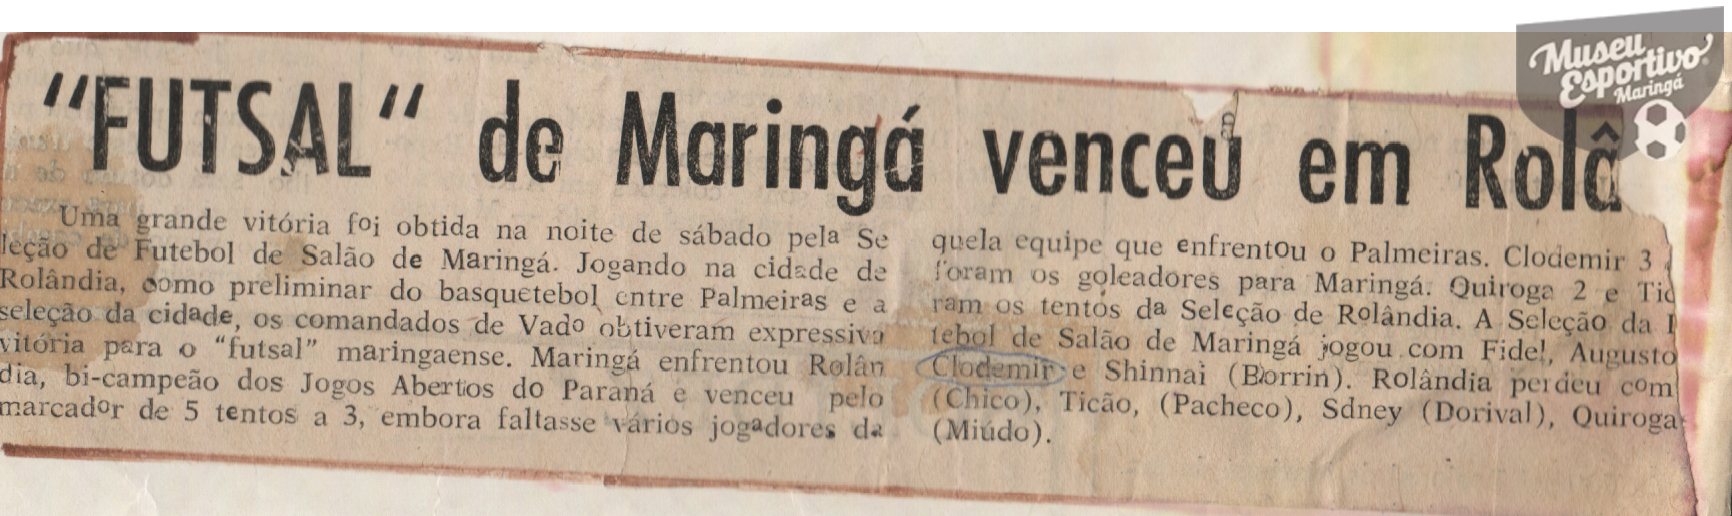 Museu
Esportivo
Maringá
"FUTSAL" de Maringá venceu em Rolâ
Uma grande vitória foi obtida na noite de sábado pela Se
leção de Futebol de Salão de Maringá. Jogando na cidade de
Rolândia, como preliminar do basquetebol entre Palmeiras e a
seleção da cidade, os comandados de Vado obtiveram expressiva
vitória para o "futsal" maringaense. Maringá enfrentou Rolân
dia, bi-campeão dos Jogos Abertos do Paraná e venceu pelo
marcador de 5 tentos a 3, embora faltasse vários jogadores da
quela equipe que enfrentou o Palmeiras. Clodemir 3
foram os goleadores para Maringá. Quiroga 2 e Tic
ram os tentos da Seleção de Rolândia. A Seleção da
tebol de Salão de Maringá jogou com Fidel, Augusto
Clodemir e Shinnai (Borrin). Rolândia perdeu com
(Chico), Ticão, (Pacheco), Sdney (Dorival), Quiroga
(Miúdo).